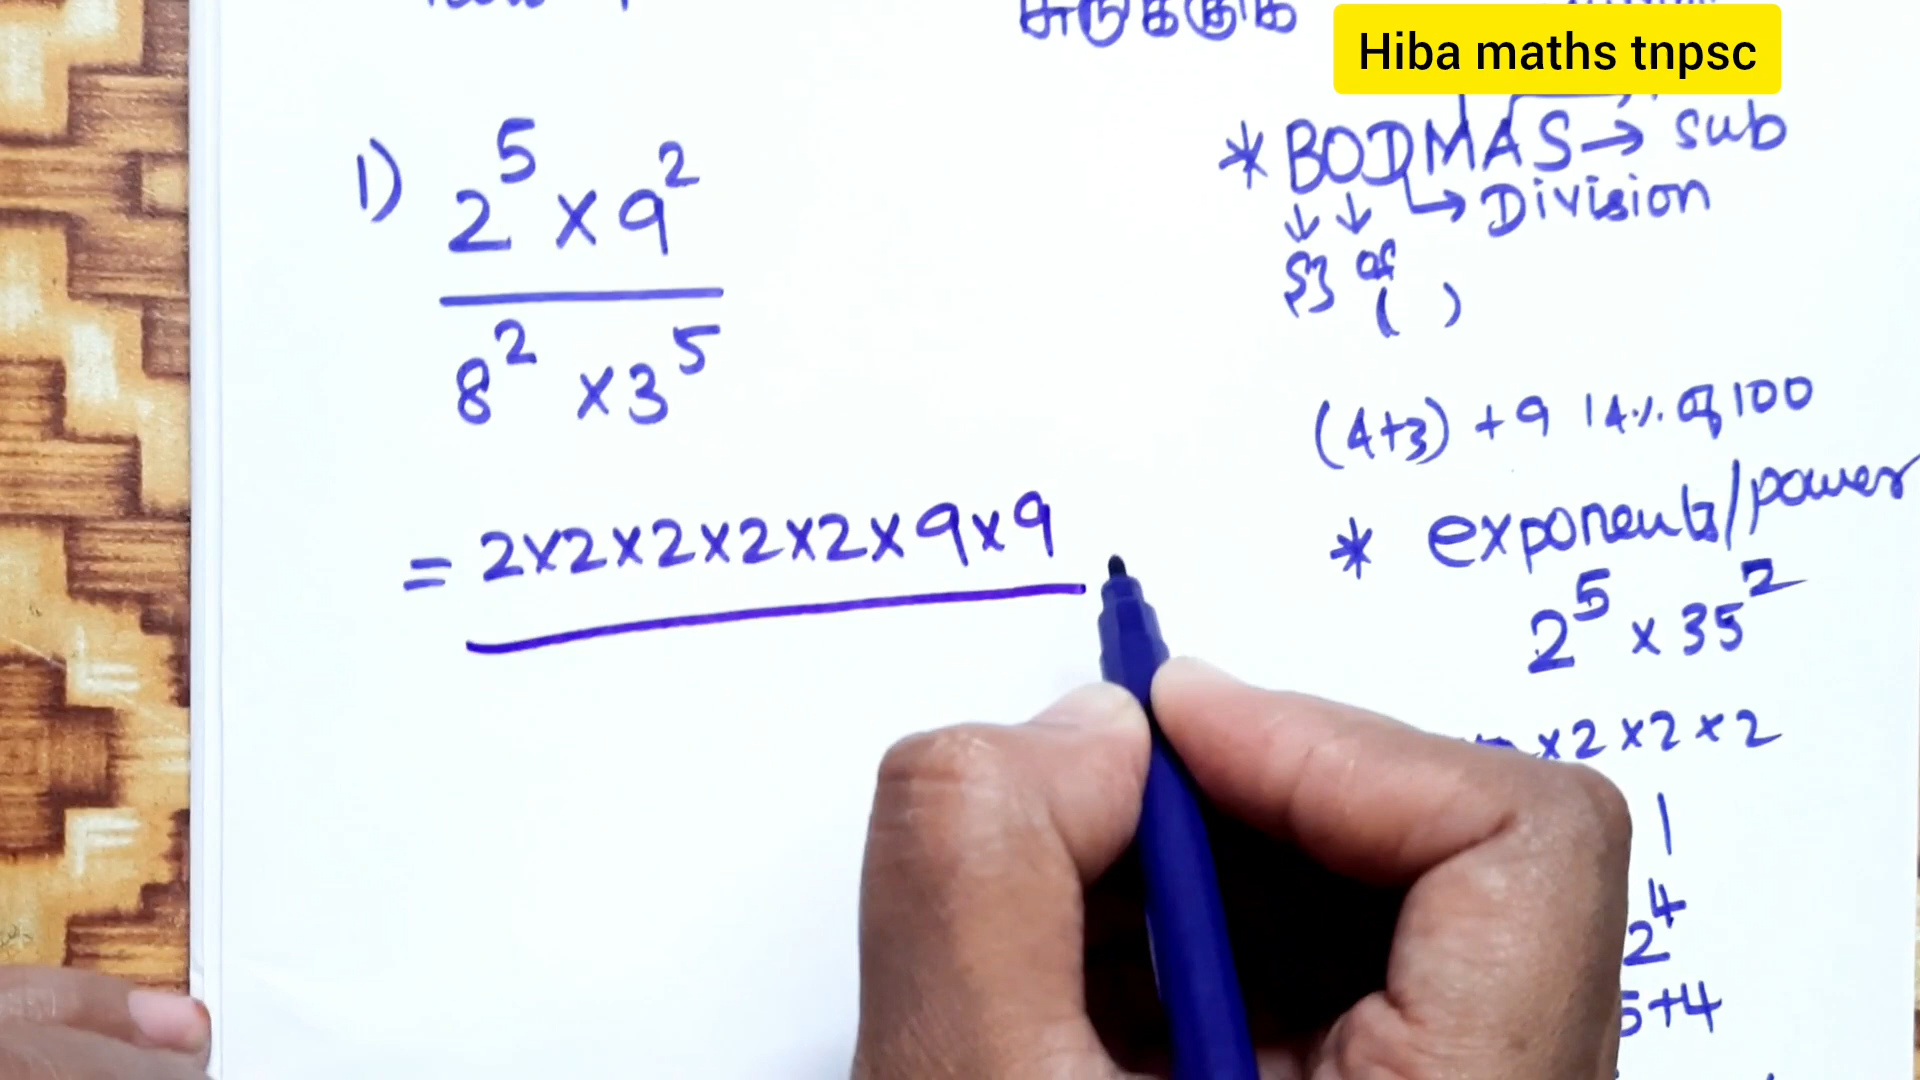 சுருக்குக
Hiba maths tnpsc
1) 2^5 × 9^2
8^2 × 3^5
= 2×2×2×2×2×9×9
* BODMAS → sub
↳ Division
↓ ↓
of
( )
(4+3) + 9 14% of 100
* exponents/power
2^5 × 35^2
×2×2×2
1
2^4
5+4